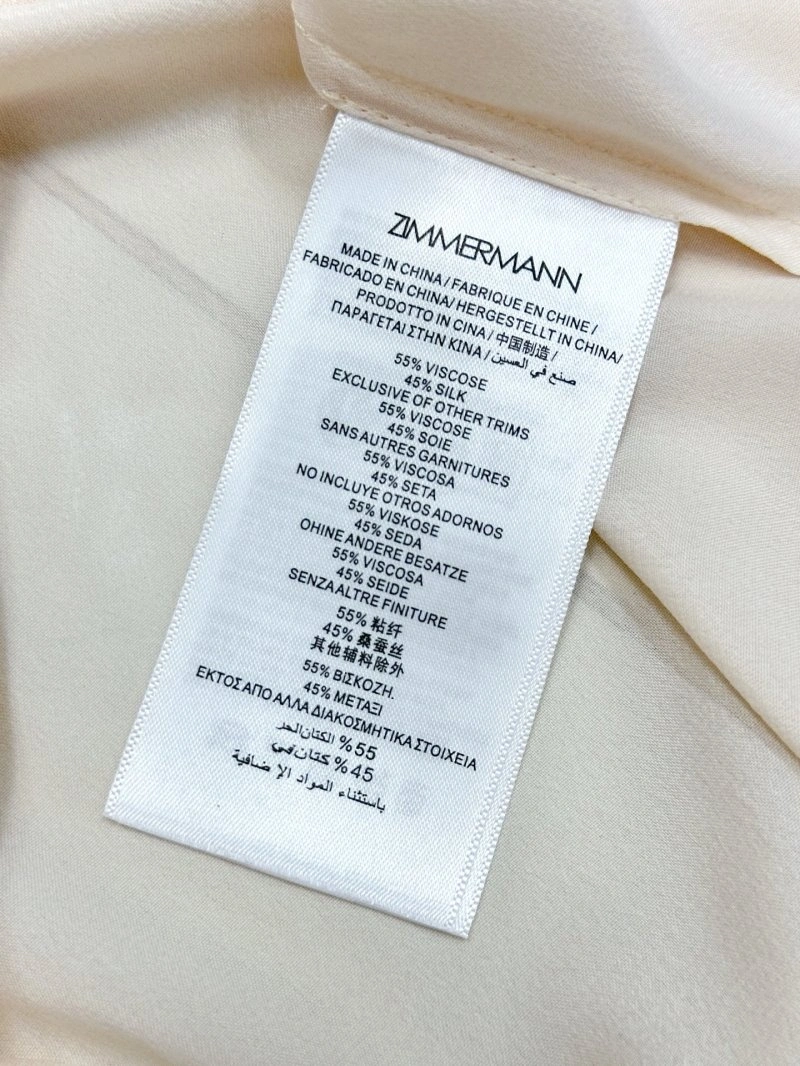 ZIMMERMANN
MADE IN CHINA / FABRIQUE EN CHINE /
FABRICADO EN CHINA/ HERGESTELLT IN CHINA/
PRODOTTO IN CINA / 中国制造 /
ΠΑΡΑΓΕΤΑΙ ΣΤΗΝ ΚΙΝΑ / صنع في الصين
55% VISCOSE
45% SILK
EXCLUSIVE OF OTHER TRIMS
55% VISCOSE
45% SOIE
SANS AUTRES GARNITURES
55% VISCOSA
45% SETA
NO INCLUYE OTROS ADORNOS
55% VISKOSE
45% SEDA
OHINE ANDERE BESATZE
55% VISCOSA
45% SEIDE
SENZA ALTRE FINITURE
55% 粘纤
45% 桑蚕丝
其他辅料除外
55% ΒΙΣΚΟΖΗ.
45% ΜΕΤΑΞΙ
ΕΚΤΟΣ ΑΠΟ ΑΛΛΑ ΔΙΑΚΟΣΜΗΤΙΚΑ ΣΤΟΙΧΕΙΑ
55% الكتان الحر
45% كتان في
باستثناء المواد الإ ضافية